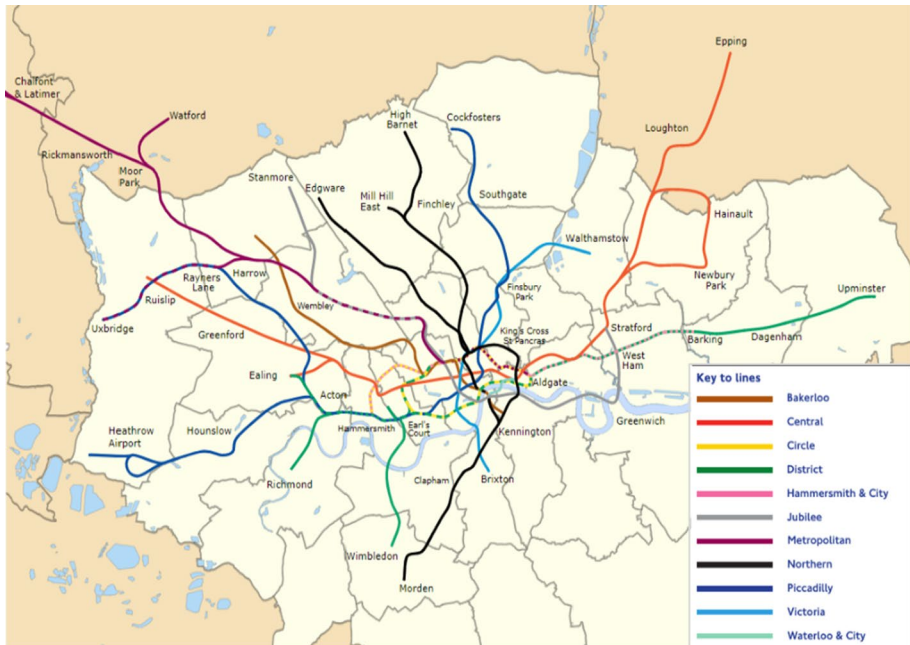 Epping
Chalfont
& Latimer
Watford
High
Barnet
Cockfosters
Loughton
Rickmansworth
Moor
Park
Stanmore
Edgware
Mill Hill
East
Finchley
Southgate
Hainault
Walthamstow
Rayners
Lane
Harrow
Newbury
Park
Ruislip
Wembley
Finsbury
Park
Upminster
Uxbridge
Greenford
King's Cross
St Pancras
Stratford
Barking
Dagenham
West
Ham
Ealing
Acton
Aldgate
Hammersmith
Earl's
Court
Greenwich
Heathrow
Airport
Hounslow
Kennington
Richmond
Clapham
Brixton
Wimbledon
Morden
Key to lines
Bakerloo
Central
Circle
District
Hammersmith & City
Jubilee
Metropolitan
Northern
Piccadilly
Victoria
Waterloo & City